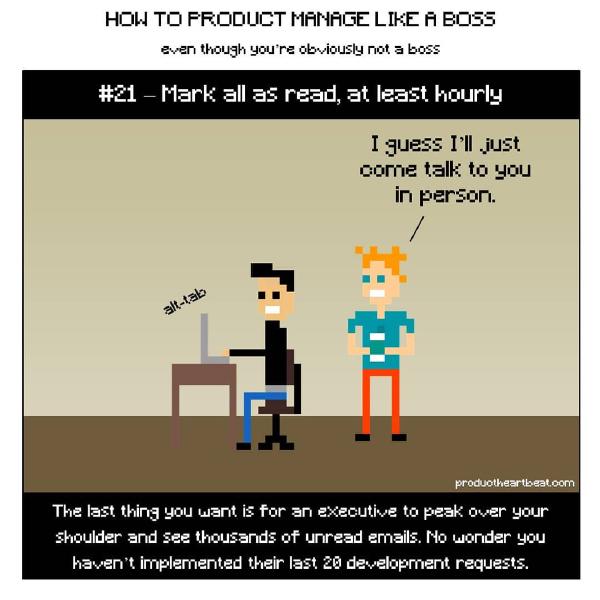 HOW TO PRODUCT MANAGE LIKE A BOSS
even though you're obviously not a boss
#21 – Mark all as read, at least hourly
I guess I'll just
come talk to you
in person.
alt-tab
productheartbeat.com
The last thing you want is for an executive to peak over your
shoulder and see thousands of unread emails. No wonder you
haven't implemented their last 20 development requests.